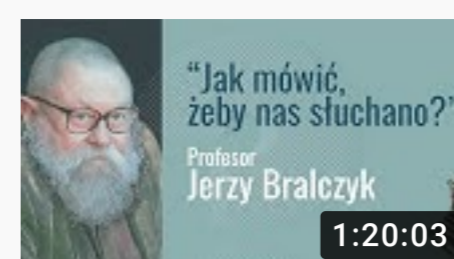 “Jak mówić,
żeby nas słuchano?”
Profesor
Jerzy Bralczyk
1:20:03